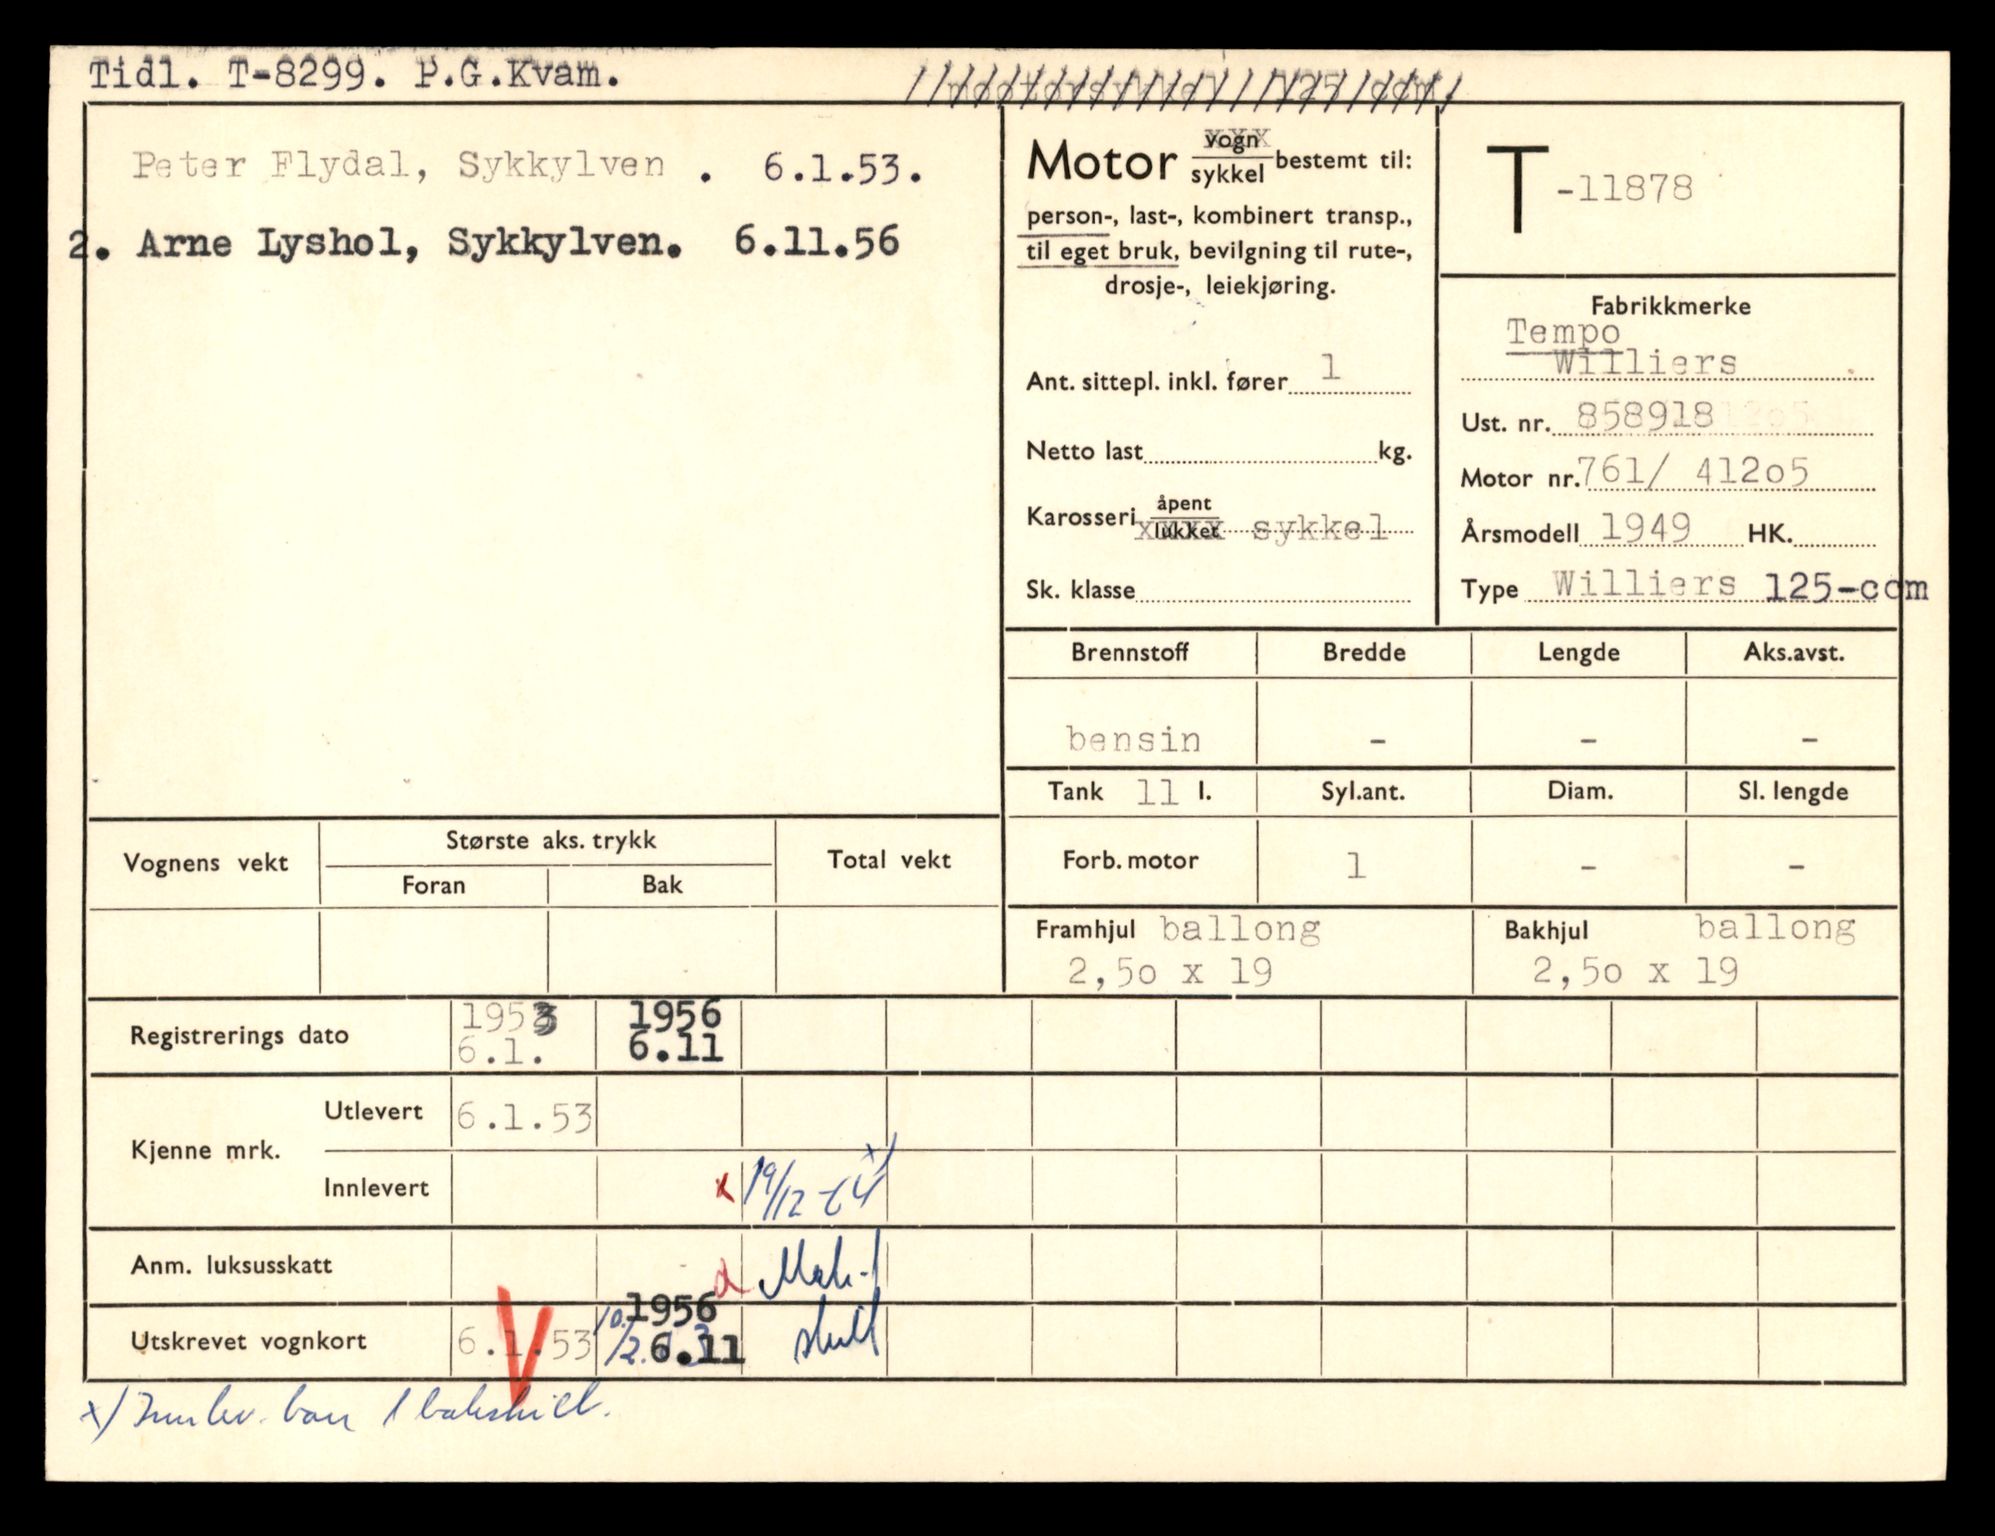 Tidl. T-8299. P.G.Kvam.
Peter Flydal, Sykkylven . 6.1.53.
2. Arne Lyshol, Sykkylven. 6.11.56
Motor vogn/sykkel bestemt til:
person-, last-, kombinert transp.,
til eget bruk, bevilgning til rute-,
drosje-, leiekjøring.
Ant. sittepl. inkl. fører 1
Netto last kg.
Karosseri åpent/lukket sykkel
Sk. klasse
T -11878
Fabrikkmerke
Tempo
Williers
Ust. nr. 858918
Motor nr. 761/ 412o5
Årsmodell 1949 HK.
Type Williers 125-ccm
Brennstoff Bredde Lengde Aks.avst.
bensin - - -
Tank 11 l. Syl.ant. Diam. Sl. lengde
Forb. motor 1 - -
Framhjul ballong Bakhjul ballong
2,5o x 19 2,5o x 19
Vognens vekt Største aks. trykk Total vekt
Foran Bak
Registrerings dato 1953 1956
6.1. 6.11
Kjenne mrk. Utlevert 6.1.53
Innlevert x 19/12-64 x)
Anm. luksusskatt
1956
Utskrevet vognkort 6.1.53 6.11
x) Innlev. bare 1 bakskilt.